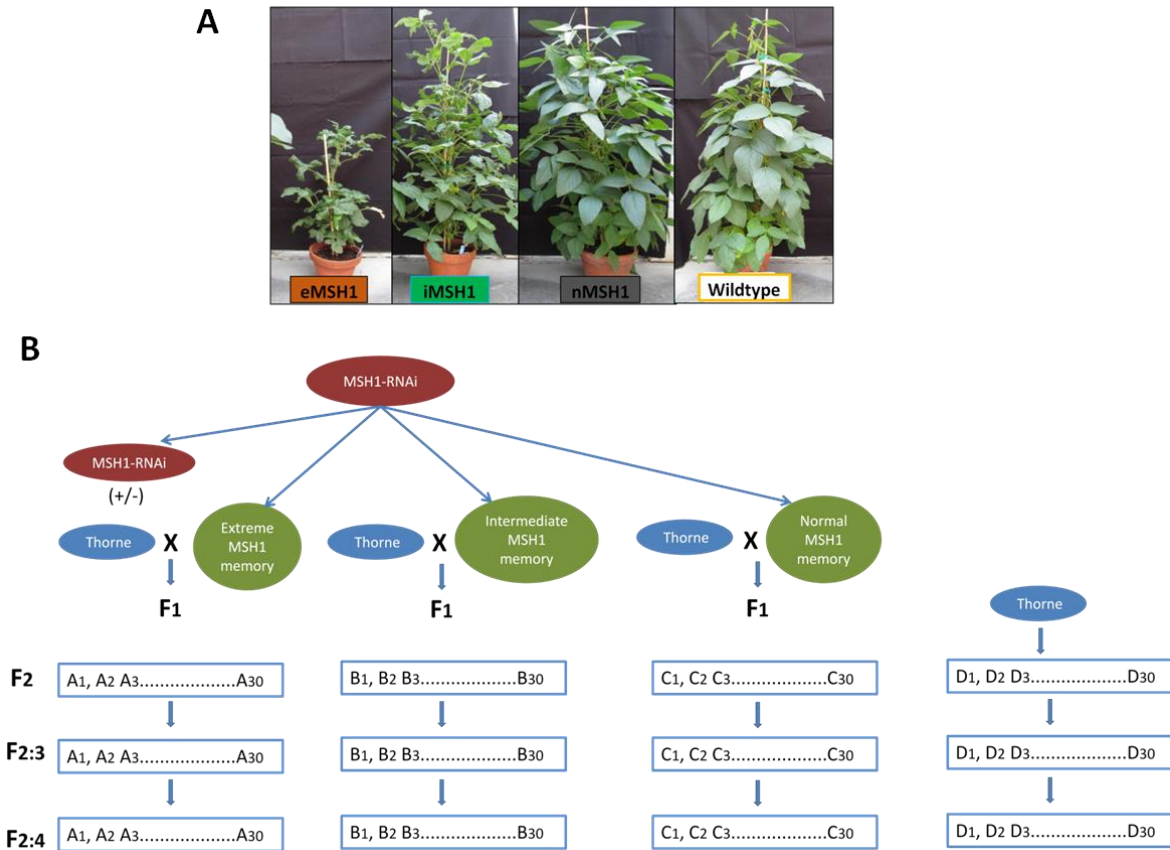 A
eMSH1
iMSH1
nMSH1
Wildtype
B
MSH1-RNAi
MSH1-RNAi
(+/-)
Thorne
X
Extreme
MSH1
memory
Thorne
X
Intermediate
MSH1
memory
Thorne
X
Normal
MSH1
memory
F1
F1
F1
Thorne
F2
A1, A2 A3.....................A30
B1, B2 B3.....................B30
C1, C2 C3.....................C30
D1, D2 D3.....................D30
F2:3
A1, A2 A3.....................A30
B1, B2 B3.....................B30
C1, C2 C3.....................C30
D1, D2 D3.....................D30
F2:4
A1, A2 A3.....................A30
B1, B2 B3.....................B30
C1, C2 C3.....................C30
D1, D2 D3.....................D30